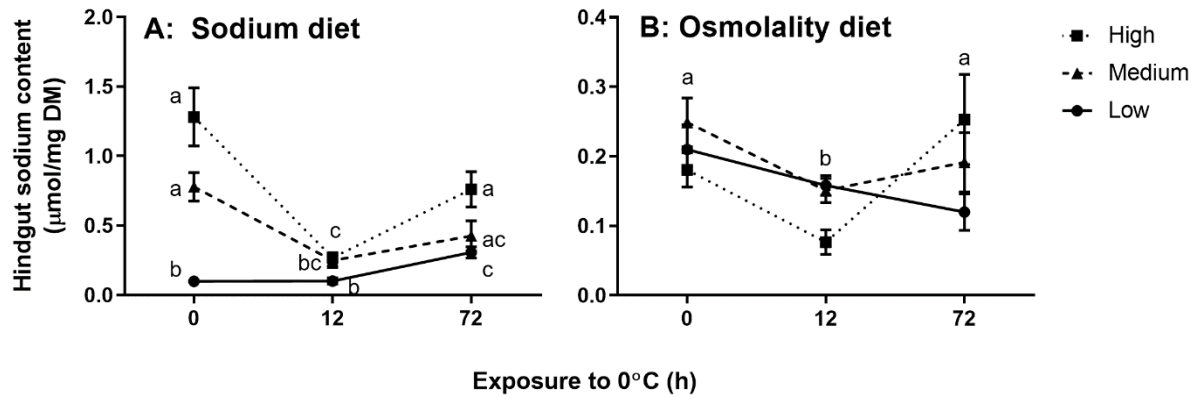 A: Sodium diet
B: Osmolality diet
High
Medium
Low
Hindgut sodium content
(μmol/mg DM)
2.0
1.5
1.0
0.5
0.0
a
a
b
c
bc
b
a
ac
c
0
12
72
0.4
0.3
0.2
0.1
0.0
a
b
a
0
12
72
Exposure to 0°C (h)